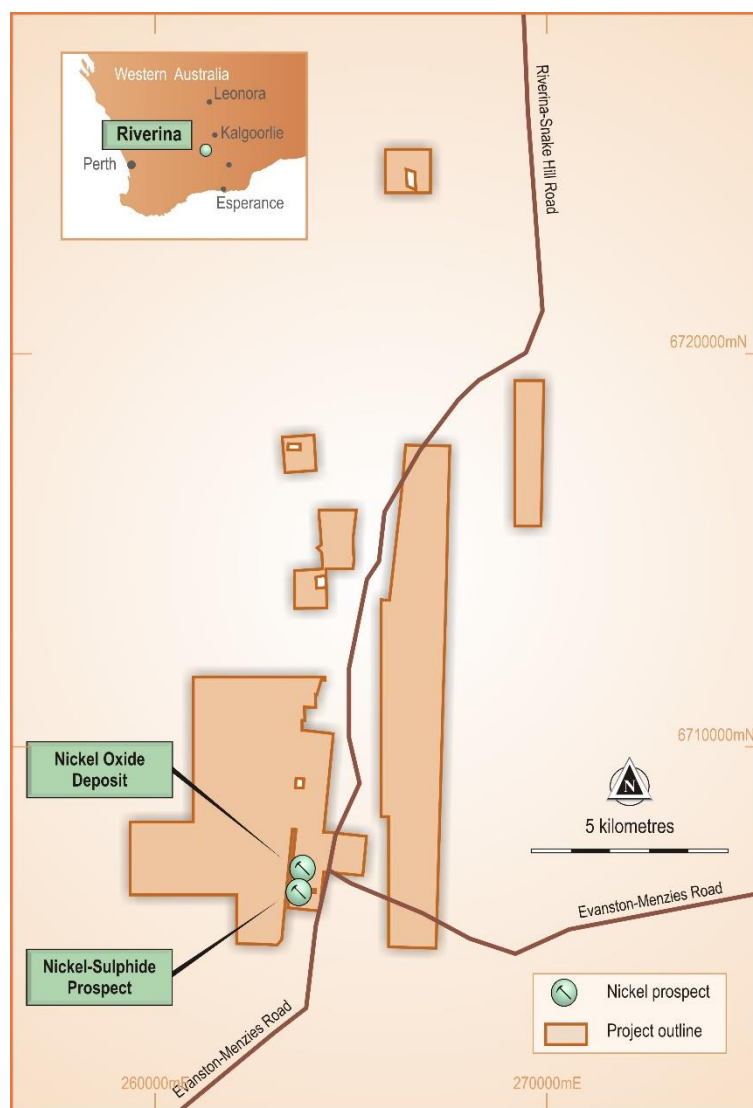 Western Australia
Leonora
Riverina
Kalgoorlie
Perth
Esperance
Riverina-Snake Hill Road
6720000mN
6710000mN
Nickel Oxide
Deposit
N
5 kilometres
Evanston-Menzies Road
Nickel-Sulphide
Prospect
Nickel prospect
Project outline
Evanston-Menzies Road
260000mE
270000mE